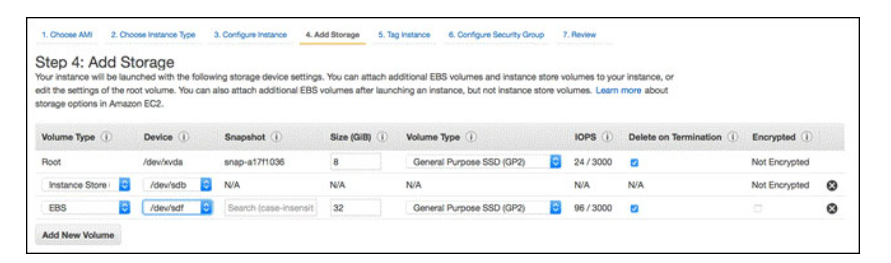 1. Choose AMI 2. Choose Instance Type 3. Configure Instance 4. Add Storage 5. Tag Instance 6. Configure Security Group 7. Review
Step 4: Add Storage
Your instance will be launched with the following storage device settings. You can attach additional EBS volumes and instance store volumes to your instance, or
edit the settings of the root volume. You can also attach additional EBS volumes after launching an instance, but not instance store volumes. Learn more about
storage options in Amazon EC2.
Volume Type Device Snapshot Size (GiB) Volume Type IOPS Delete on Termination Encrypted
Root /dev/xvda snap-a17f1036 8 General Purpose SSD (GP2) 24 / 3000 Not Encrypted
Instance Store /dev/sdb N/A N/A N/A N/A N/A Not Encrypted
EBS /dev/sdf Search (case-insensit 32 General Purpose SSD (GP2) 96 / 3000
Add New Volume